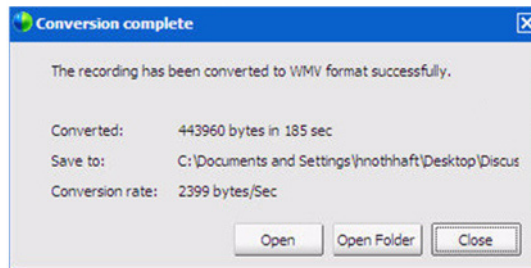 Conversion complete
The recording has been converted to WMV format successfully.
Converted: 443960 bytes in 185 sec
Save to: C:\Documents and Settings\hnothhaft\Desktop\Discus
Conversion rate: 2399 bytes/Sec
Open Open Folder Close